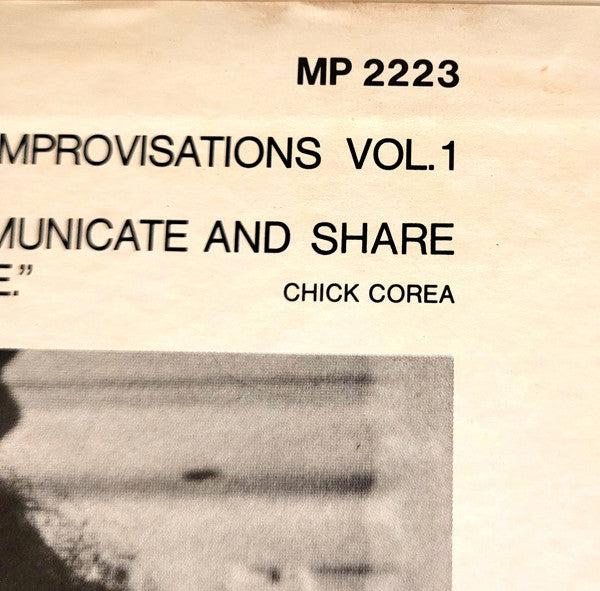 MP 2223
MPROVISATIONS VOL.1
MUNICATE AND SHARE
E."
CHICK COREA